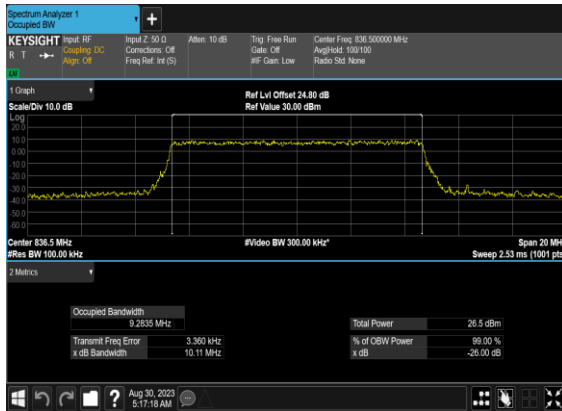 Spectrum Analyzer 1
Occupied BW
+
KEYSIGHT
R T
LW
Input: RF
Coupling: DC
Align: Off
Input Z: 50 Ω
Corrections: Off
Freq Ref: Int (S)
Atten: 10 dB
Trig: Free Run
Gate: Off
#IF Gain: Low
Center Freq: 836.500000 MHz
Avg|Hold: 100/100
Radio Std: None
1 Graph
Scale/Div 10.0 dB
Ref Lvl Offset 24.80 dB
Ref Value 30.00 dBm
Log
20.0
10.0
0.00
-10.0
-20.0
-30.0
-40.0
-50.0
-60.0
Center 836.5 MHz
#Res BW 100.00 kHz
#Video BW 300.00 kHz*
Span 20 MH
Sweep 2.53 ms (1001 pts
2 Metrics
Occupied Bandwidth
9.2835 MHz
Transmit Freq Error 3.360 kHz
x dB Bandwidth 10.11 MHz
Total Power 26.5 dBm
% of OBW Power 99.00 %
x dB -26.00 dB
?
Aug 30, 2023
5:17:18 AM